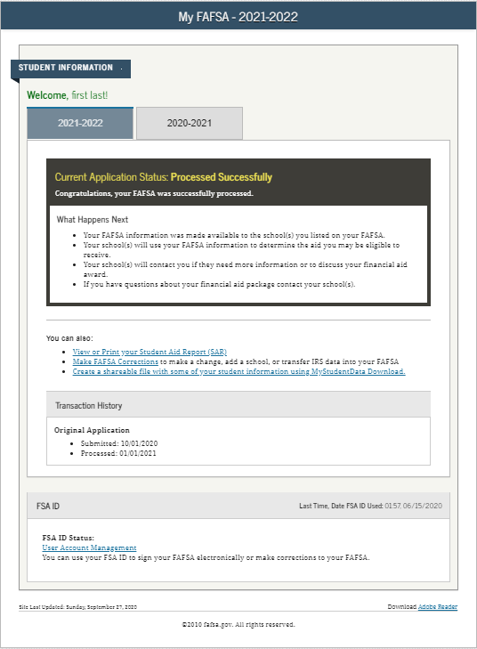 My FAFSA - 2021-2022
STUDENT INFORMATION
Welcome, first last!
2021-2022
2020-2021
Current Application Status: Processed Successfully
Congratulations, your FAFSA was successfully processed.
What Happens Next
• Your FAFSA information was made available to the school(s) you listed on your FAFSA.
• Your school(s) will use your FAFSA information to determine the aid you may be eligible to
receive.
• Your school(s) will contact you if they need more information or to discuss your financial aid
award.
• If you have questions about your financial aid package contact your school(s).
You can also:
• View or Print your Student Aid Report (SAR)
• Make FAFSA Corrections to make a change, add a school, or transfer IRS data into your FAFSA
• Create a shareable file with some of your student information using MyStudentData Download.
Transaction History
Original Application
• Submitted: 10/01/2020
• Processed: 01/01/2021
FSA ID
Last Time, Date FSA ID Used: 01:57, 06/15/2020
FSA ID Status:
User Account Management
You can use your FSA ID to sign your FAFSA electronically or make corrections to your FAFSA.
Site Last Updated: Sunday, September 27, 2020
Download Adobe Reader
©2010 fafsa.gov. All rights reserved.